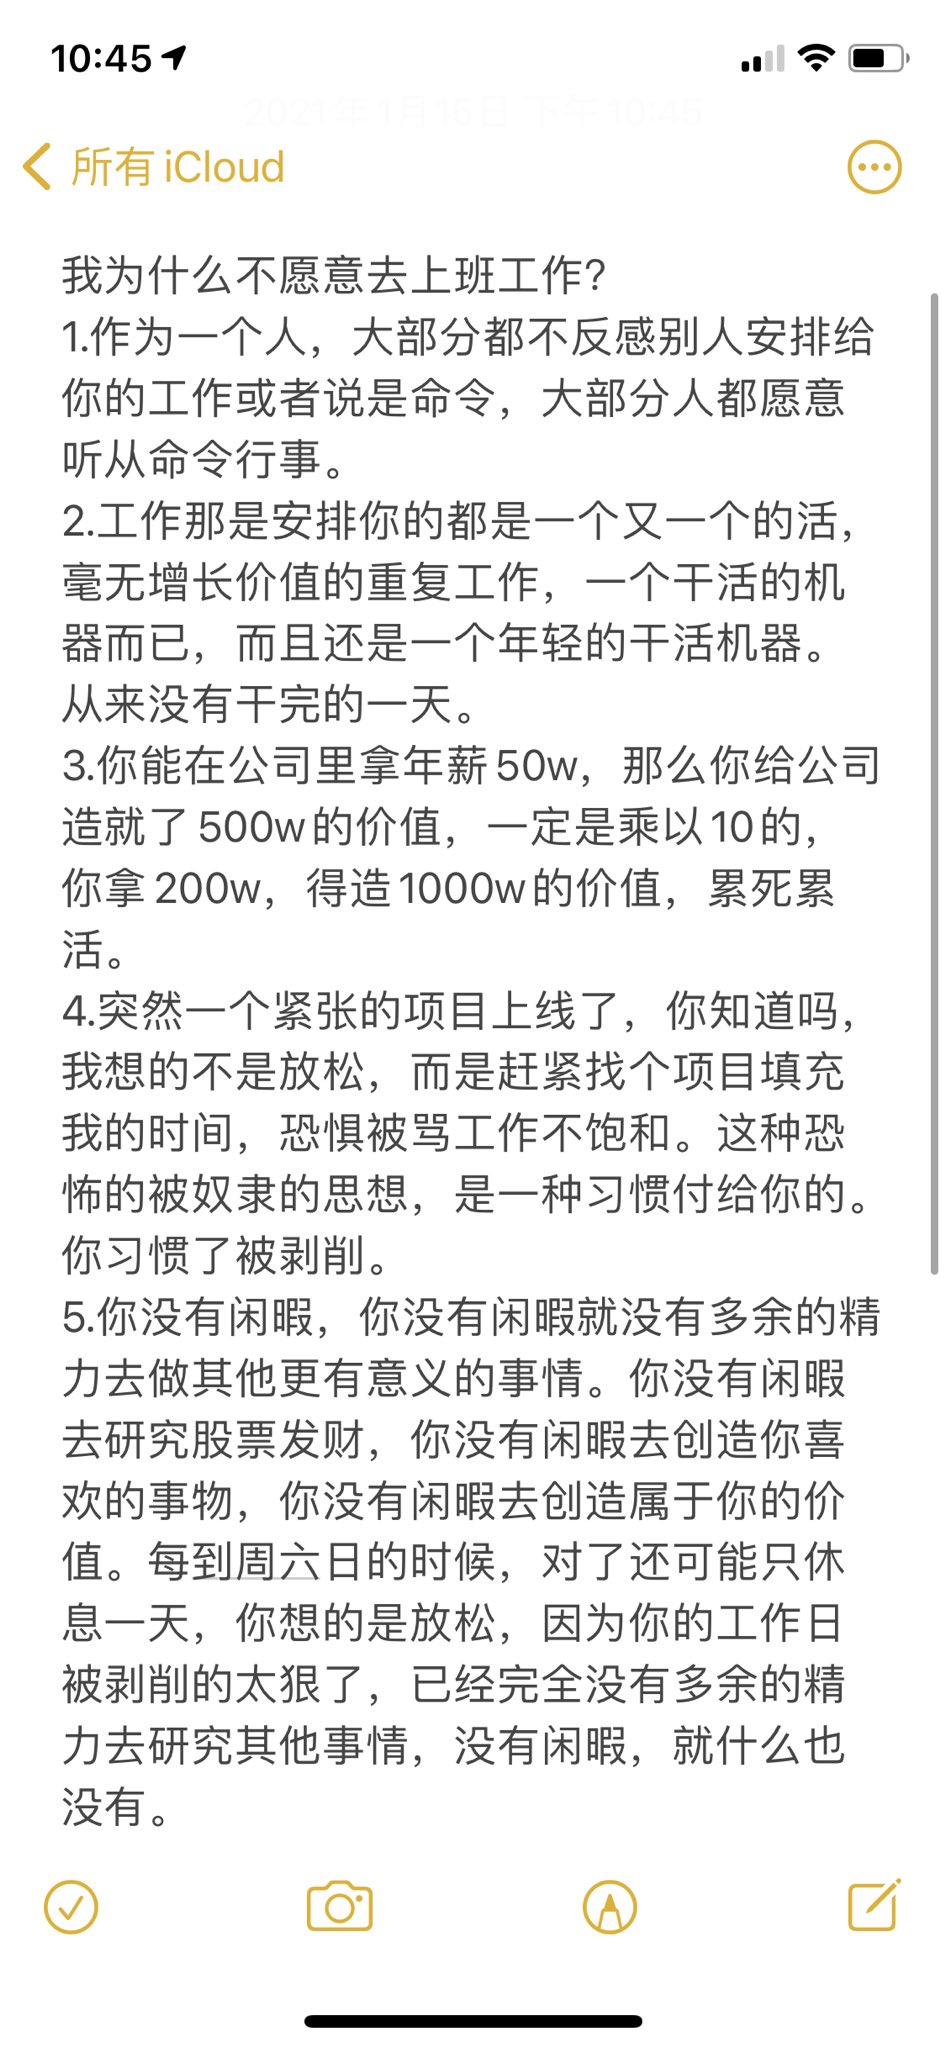 10:45
2021年1月16日 下午10:45
所有 iCloud
我为什么不愿意去上班工作?
1.作为一个人，大部分都不反感别人安排给
你的工作或者说是命令，大部分人都愿意
听从命令行事。
2.工作那是安排你的都是一个又一个的活，
毫无增长价值的重复工作，一个干活的机
器而已，而且还是一个年轻的干活机器。
从来没有干完的一天。
3.你能在公司里拿年薪50w，那么你给公司
造就了500w的价值，一定是乘以10的，
你拿200w，得造1000w的价值，累死累
活。
4.突然一个紧张的项目上线了，你知道吗，
我想的不是放松，而是赶紧找个项目填充
我的时间，恐惧被骂工作不饱和。这种恐
怖的被奴隶的思想，是一种习惯付给你的。
你习惯了被剥削。
5.你没有闲暇，你没有闲暇就没有多余的精
力去做其他更有意义的事情。你没有闲暇
去研究股票发财，你没有闲暇去创造你喜
欢的事物，你没有闲暇去创造属于你的价
值。每到周六日的时候，对了还可能只休
息一天，你想的是放松，因为你的工作日
被剥削的太狠了，已经完全没有多余的精
力去研究其他事情，没有闲暇，就什么也
没有。